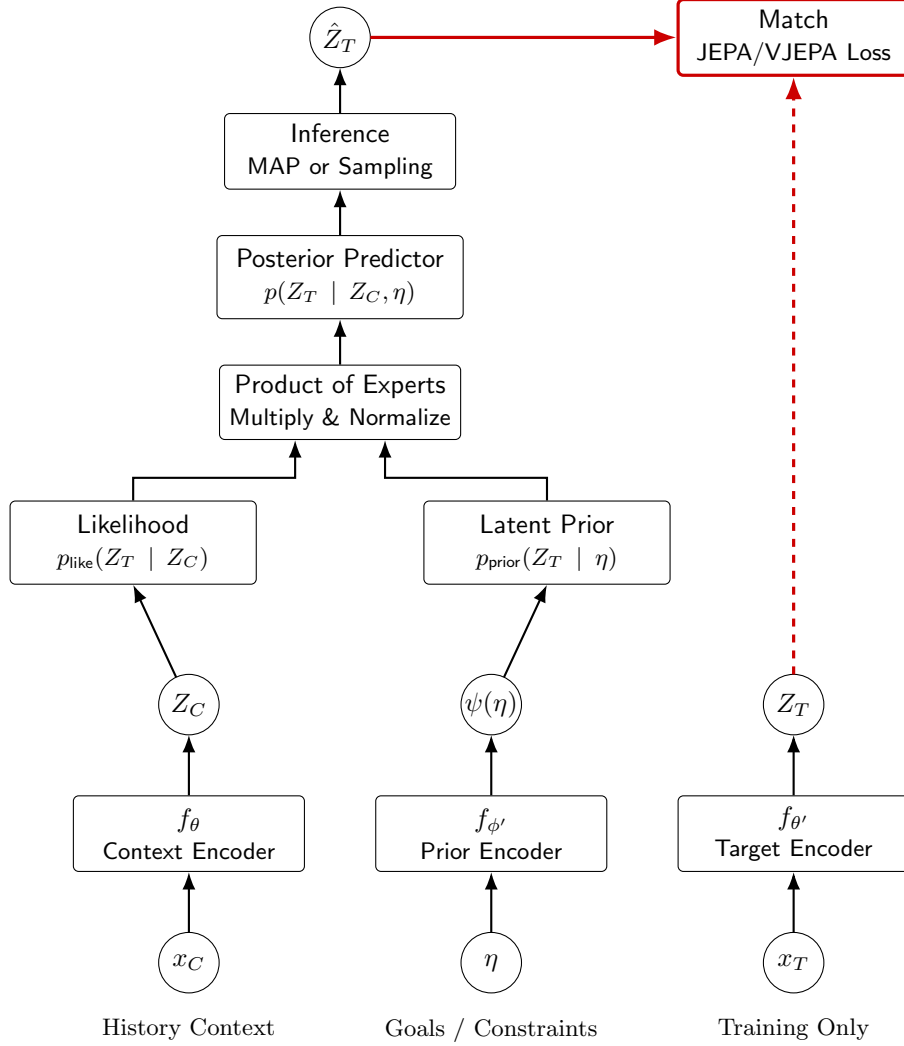 Ẑ_T
Match
JEPA/VJEPA Loss
Inference
MAP or Sampling
Posterior Predictor
p(Z_T | Z_C, η)
Product of Experts
Multiply & Normalize
Likelihood
p_like(Z_T | Z_C)
Latent Prior
p_prior(Z_T | η)
Z_C
ψ(η)
Z_T
f_θ
Context Encoder
f_ϕ′
Prior Encoder
f_θ′
Target Encoder
x_C
η
x_T
History Context
Goals / Constraints
Training Only